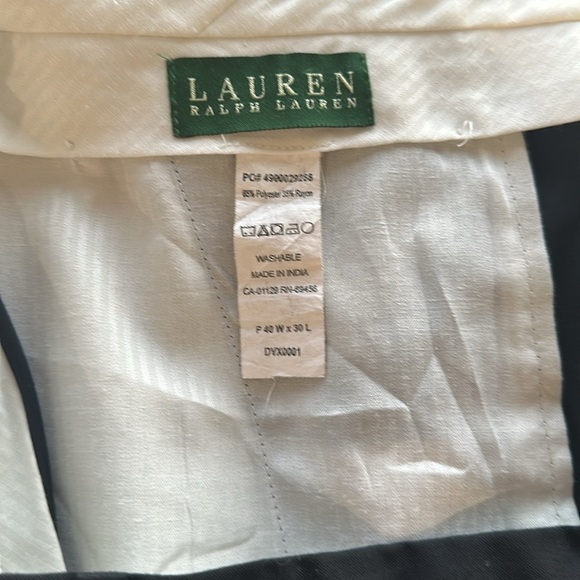 LAUREN
RALPH LAUREN
PO# 4900029288
65% Polyester 35% Rayon
WASHABLE
MADE IN INDIA
CA-01129 RN-69456
P 40 W x 30 L
DVX0001